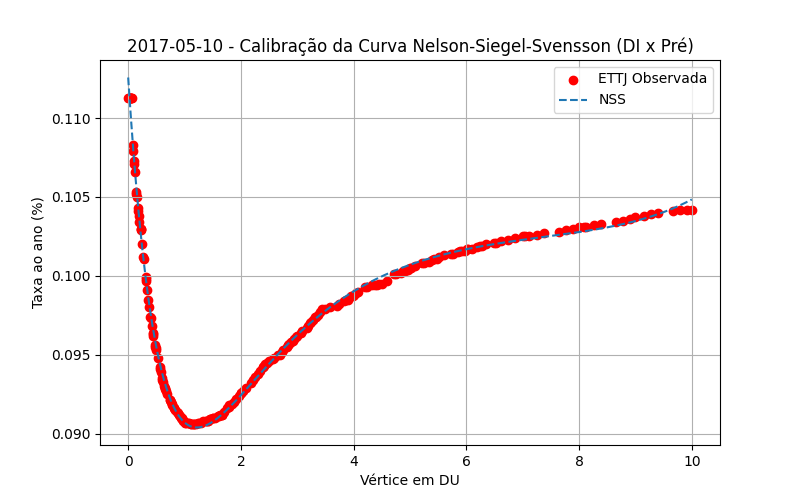 2017-05-10 - Calibração da Curva Nelson-Siegel-Svensson (DI x Pré)
ETTJ Observada
NSS
Taxa ao ano (%)
0.110
0.105
0.100
0.095
0.090
0
2
4
6
8
10
Vértice em DU